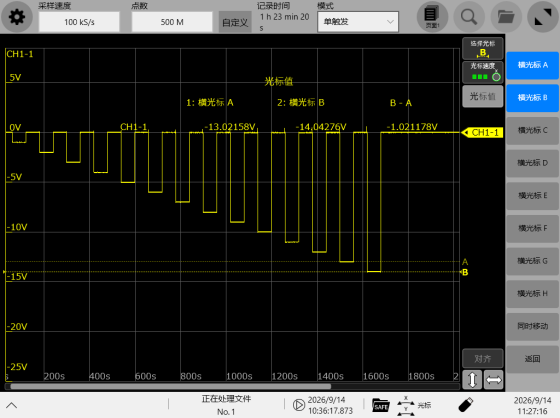 采样速度 点数 记录时间 模式
100 kS/s 500 M 自定义 1 h 23 min 20 s 单触发
页面1
CH1-1
5V
0V
-5V
-10V
-15V
-20V
-25V
光标值
1: 横光标 A 2: 横光标 B B - A
CH1-1 -13.02158V -14.04276V -1.021178V
200s 400s 600s 800s 1000s 1200s 1400s 1600s 1800s 2
CH1-1
A
B
选择光标
B
光标速度
光标值
对齐
横光标 A
横光标 B
横光标 C
横光标 D
横光标 E
横光标 F
横光标 G
横光标 H
同时移动
返回
正在处理文件
No. 1
2026/9/14
10:36:17.873
SAFE
X
Y
光标
2026/9/14
11:27:16